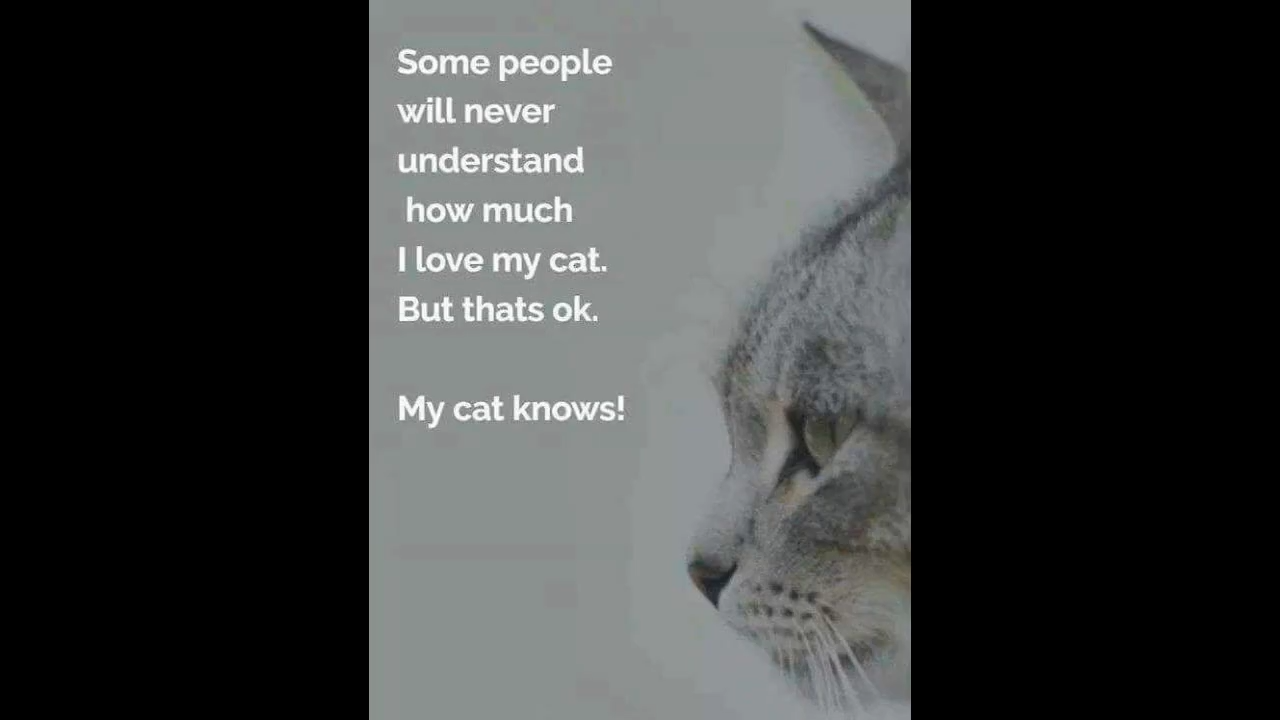 Some people
will never
understand
how much
I love my cat.
But thats ok.
My cat knows!